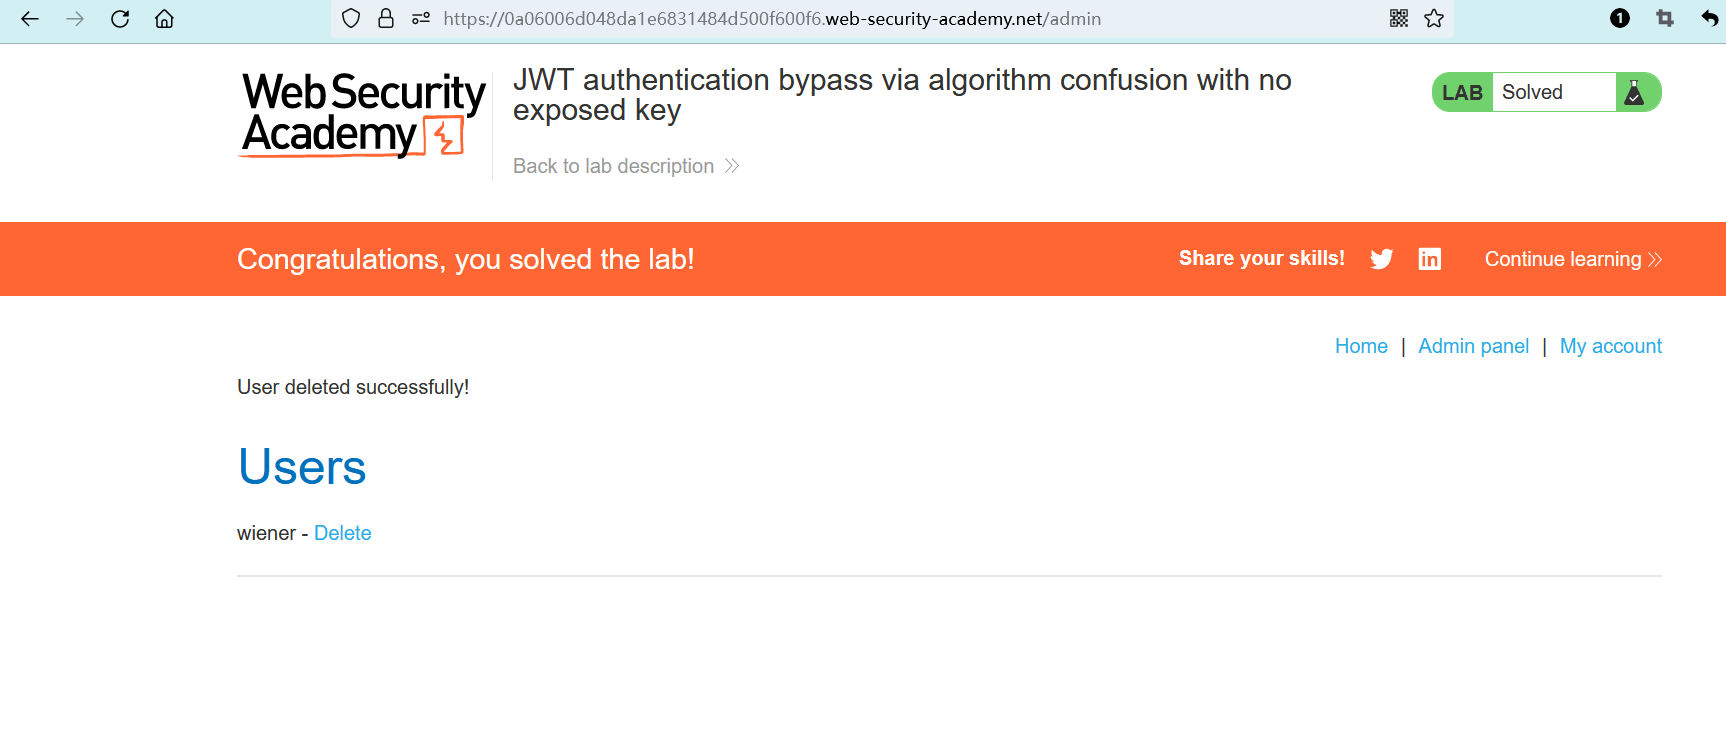 https://0a06006d048da1e6831484d500f600f6.web-security-academy.net/admin
1
Web Security
Academy
JWT authentication bypass via algorithm confusion with no
exposed key
Back to lab description
LAB Solved
Congratulations, you solved the lab!
Share your skills!
in
Continue learning
Home | Admin panel | My account
User deleted successfully!
Users
wiener - Delete